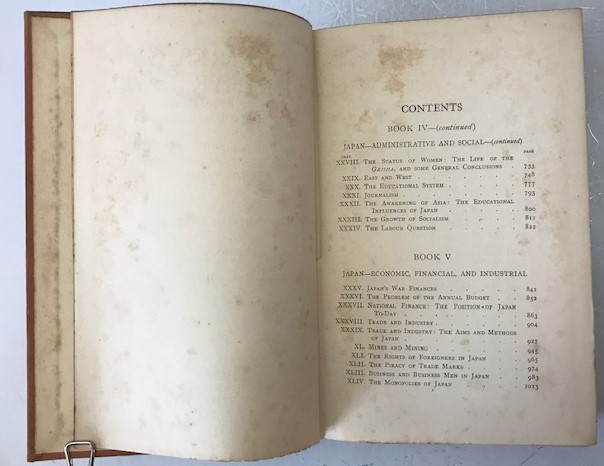 CONTENTS
BOOK IV—(continued)
JAPAN—ADMINISTRATIVE AND SOCIAL—(continued)
CHAP. PAGE
XXVIII. THE STATUS OF WOMEN: THE LIFE OF THE
GEISHA, AND SOME GENERAL CONCLUSIONS 733
XXIX. EAST AND WEST . . . . . . 748
XXX. THE EDUCATIONAL SYSTEM . . . . . 777
XXXI. JOURNALISM . . . . . . . 793
XXXII. THE AWAKENING OF ASIA: THE EDUCATIONAL
INFLUENCES OF JAPAN . . . . . 800
XXXIII. THE GROWTH OF SOCIALISM . . . . 811
XXXIV. THE LABOUR QUESTION . . . . . 822
BOOK V
JAPAN—ECONOMIC, FINANCIAL, AND INDUSTRIAL
XXXV. JAPAN'S WAR FINANCES . . . . . 841
XXXVI. THE PROBLEM OF THE ANNUAL BUDGET . . . 852
XXXVII. NATIONAL FINANCE: THE POSITION OF JAPAN
TO-DAY . . . . . . . 863
XXXVIII. TRADE AND INDUSTRY . . . . . 904
XXXIX. TRADE AND INDUSTRY: THE AIMS AND METHODS
OF JAPAN . . . . . . . 927
XL. MINES AND MINING . . . . . . 945
XLI. THE RIGHTS OF FOREIGNERS IN JAPAN . . . 965
XLII. THE PIRACY OF TRADE MARKS . . . . 974
XLIII. BUSINESS AND BUSINESS MEN IN JAPAN . . . 983
XLIV. THE MONOPOLIES OF JAPAN . . . . 1013